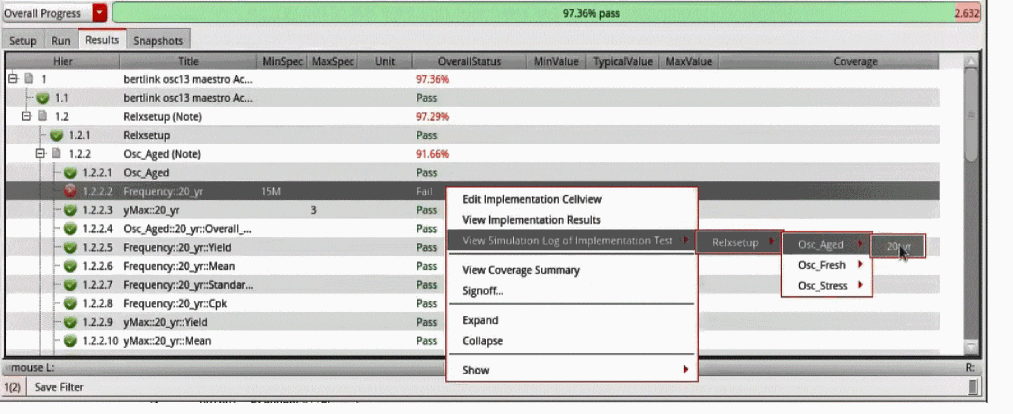 Overall Progress 97.36% pass 2.632
Setup Run Results Snapshots
Hier Title MinSpec MaxSpec Unit OverallStatus MinValue TypicalValue MaxValue Coverage
1 bertlink osc13 maestro Ac... 97.36%
1.1 bertlink osc13 maestro Ac... Pass
1.2 Relxsetup (Note) 97.29%
1.2.1 Relxsetup Pass
1.2.2 Osc_Aged (Note) 91.66%
1.2.2.1 Osc_Aged Pass
1.2.2.2 Frequency::20_yr 15M Fail
1.2.2.3 yMax::20_yr 3 Pass
1.2.2.4 Osc_Aged::20_yr::Overall_... Pass
1.2.2.5 Frequency::20_yr::Yield Pass
1.2.2.6 Frequency::20_yr::Mean Pass
1.2.2.7 Frequency::20_yr::Standar... Pass
1.2.2.8 Frequency::20_yr::Cpk Pass
1.2.2.9 yMax::20_yr::Yield Pass
1.2.2.10 yMax::20_yr::Mean Pass
Edit Implementation Cellview
View Implementation Results
View Simulation Log of Implementation Test
View Coverage Summary
Signoff...
Expand
Collapse
Show
Relxsetup
Osc_Aged
Osc_Fresh
Osc_Stress
mouse L: R:
1(2) Save Filter